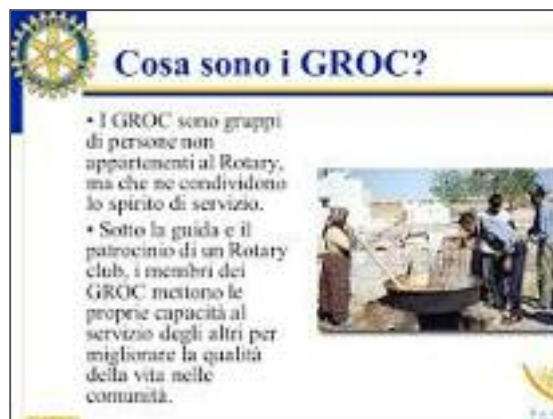 Cosa sono i GROC?
• I GROC sono gruppi
di persone non
appartenenti al Rotary,
ma che ne condividono
lo spirito di servizio.
• Sotto la guida e il
patrocinio di un Rotary
club, i membri dei
GROC mettono le
proprie capacità al
servizio degli altri per
migliorare la qualità
della vita nelle
comunità.